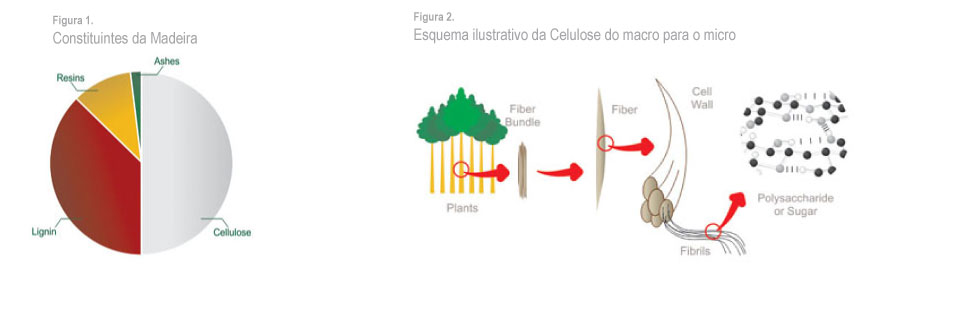 Figura 1.
Constituintes da Madeira
Ashes
Resins
Lignin
Cellulose
Figura 2.
Esquema ilustrativo da Celulose do macro para o micro
Plants
Fiber
Bundle
Fiber
Cell
Wall
Fibrils
Polysaccharide
or Sugar